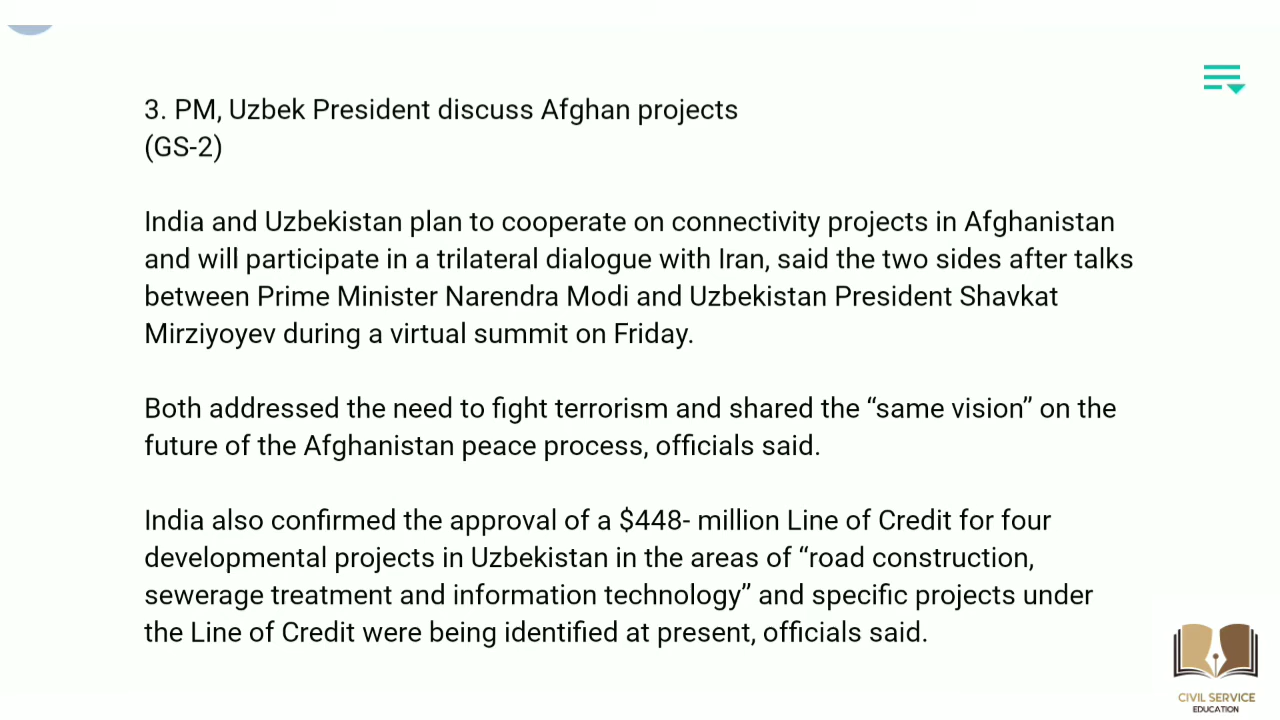 3. PM, Uzbek President discuss Afghan projects
(GS-2)
India and Uzbekistan plan to cooperate on connectivity projects in Afghanistan
and will participate in a trilateral dialogue with Iran, said the two sides after talks
between Prime Minister Narendra Modi and Uzbekistan President Shavkat
Mirziyoyev during a virtual summit on Friday.
Both addressed the need to fight terrorism and shared the “same vision” on the
future of the Afghanistan peace process, officials said.
India also confirmed the approval of a $448- million Line of Credit for four
developmental projects in Uzbekistan in the areas of “road construction,
sewerage treatment and information technology” and specific projects under
the Line of Credit were being identified at present, officials said.
CIVIL SERVICE
EDUCATION